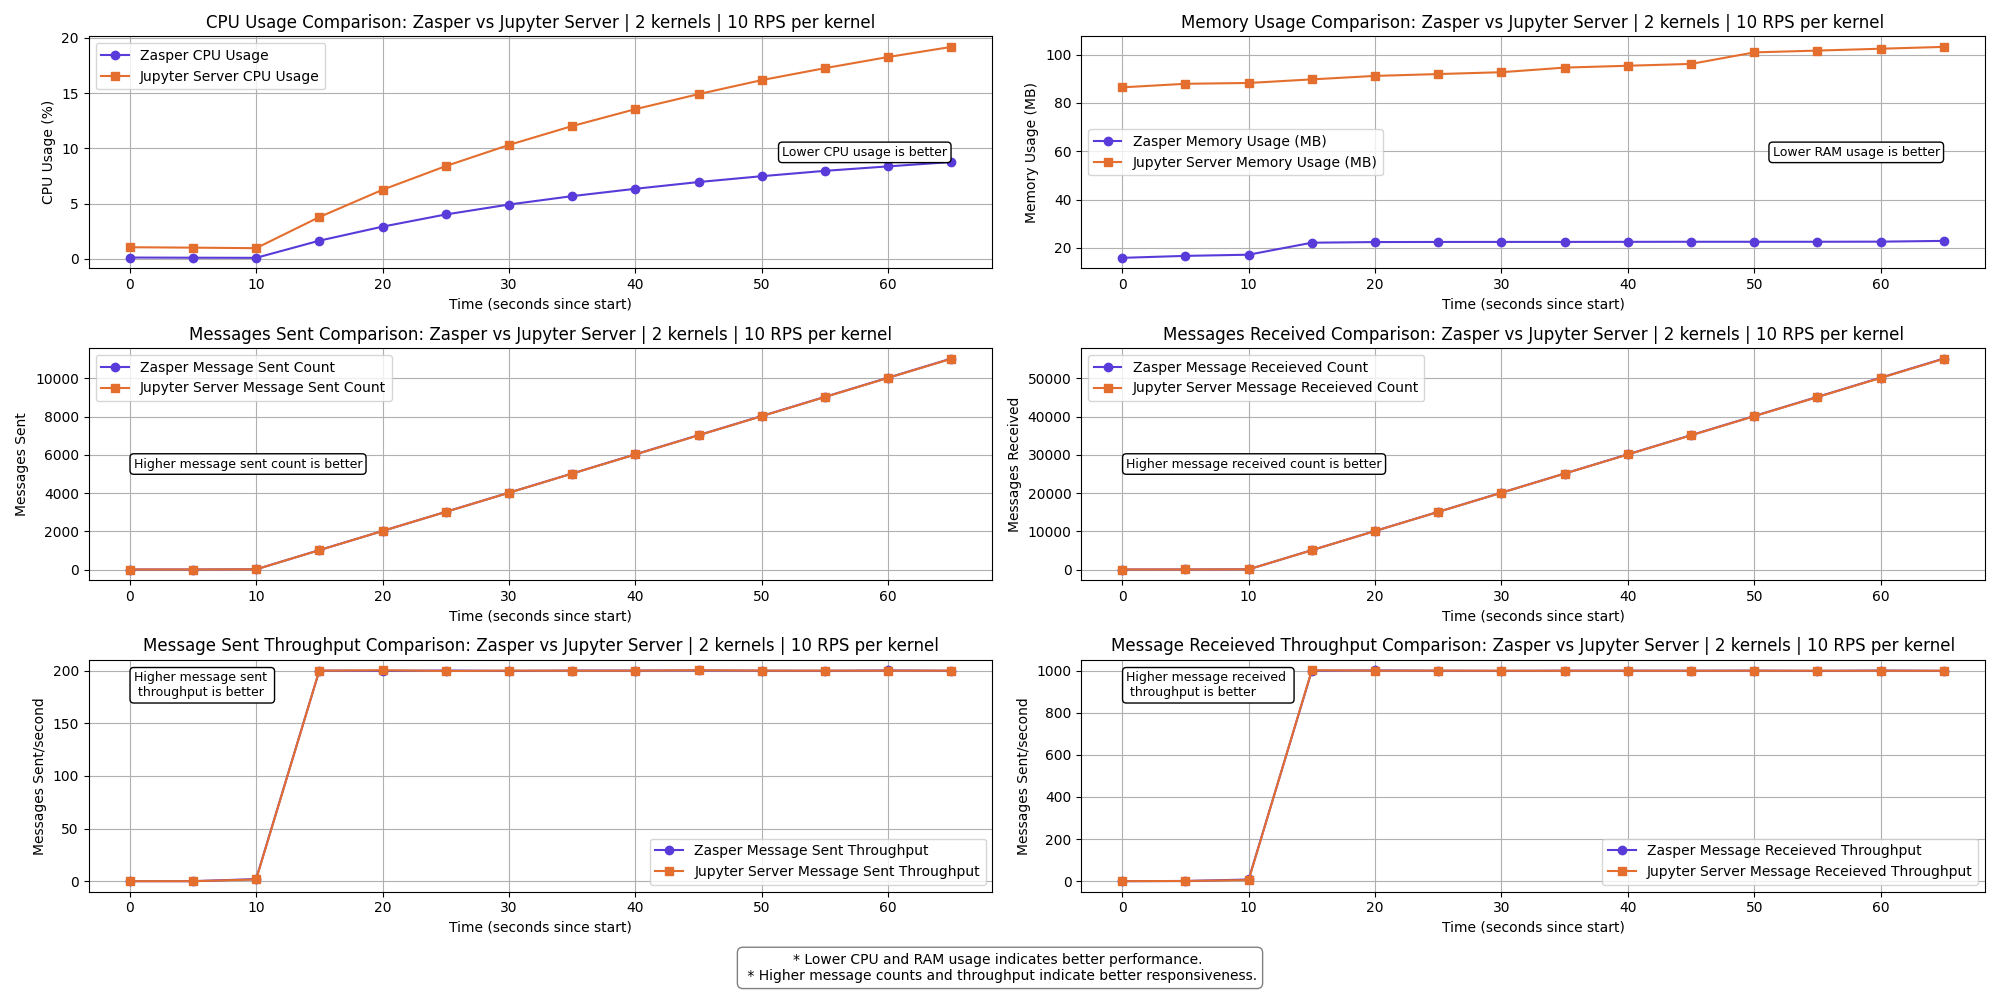 CPU Usage Comparison: Zasper vs Jupyter Server | 2 kernels | 10 RPS per kernel
20
15
10
5
0
CPU Usage (%)
Zasper CPU Usage
Jupyter Server CPU Usage
Lower CPU usage is better
0 10 20 30 40 50 60
Time (seconds since start)
Memory Usage Comparison: Zasper vs Jupyter Server | 2 kernels | 10 RPS per kernel
100
80
60
40
20
Memory Usage (MB)
Zasper Memory Usage (MB)
Jupyter Server Memory Usage (MB)
Lower RAM usage is better
0 10 20 30 40 50 60
Time (seconds since start)
Messages Sent Comparison: Zasper vs Jupyter Server | 2 kernels | 10 RPS per kernel
10000
8000
6000
4000
2000
0
Messages Sent
Zasper Message Sent Count
Jupyter Server Message Sent Count
Higher message sent count is better
0 10 20 30 40 50 60
Time (seconds since start)
Messages Received Comparison: Zasper vs Jupyter Server | 2 kernels | 10 RPS per kernel
50000
40000
30000
20000
10000
0
Messages Received
Zasper Message Receieved Count
Jupyter Server Message Receieved Count
Higher message received count is better
0 10 20 30 40 50 60
Time (seconds since start)
Message Sent Throughput Comparison: Zasper vs Jupyter Server | 2 kernels | 10 RPS per kernel
200
150
100
50
0
Messages Sent/second
Higher message sent
throughput is better
Zasper Message Sent Throughput
Jupyter Server Message Sent Throughput
0 10 20 30 40 50 60
Time (seconds since start)
Message Receieved Throughput Comparison: Zasper vs Jupyter Server | 2 kernels | 10 RPS per kernel
1000
800
600
400
200
0
Messages Sent/second
Higher message received
throughput is better
Zasper Message Receieved Throughput
Jupyter Server Message Receieved Throughput
0 10 20 30 40 50 60
Time (seconds since start)
* Lower CPU and RAM usage indicates better performance.
* Higher message counts and throughput indicate better responsiveness.